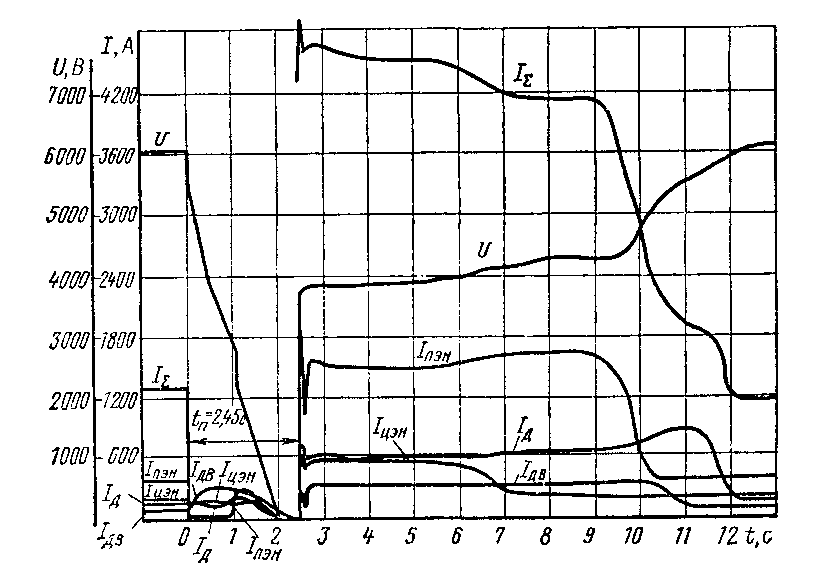 I, А
U, В
7000 4200
I_Σ
U
6000 3600
5000 3000
U
4000 2400
3000 1800
I_ПЭН
I_Σ
2000 1200
t_П=2,45с
I_ЦЭН
I_Д
1000 600
I_ПЭН
I_ДВ
I_ЦЭН
I_ДВ
I_Д
I_ЦЭН
I_ДВ
0 1 2 3 4 5 6 7 8 9 10 11 12 t, с
I_Д
I_ПЭН